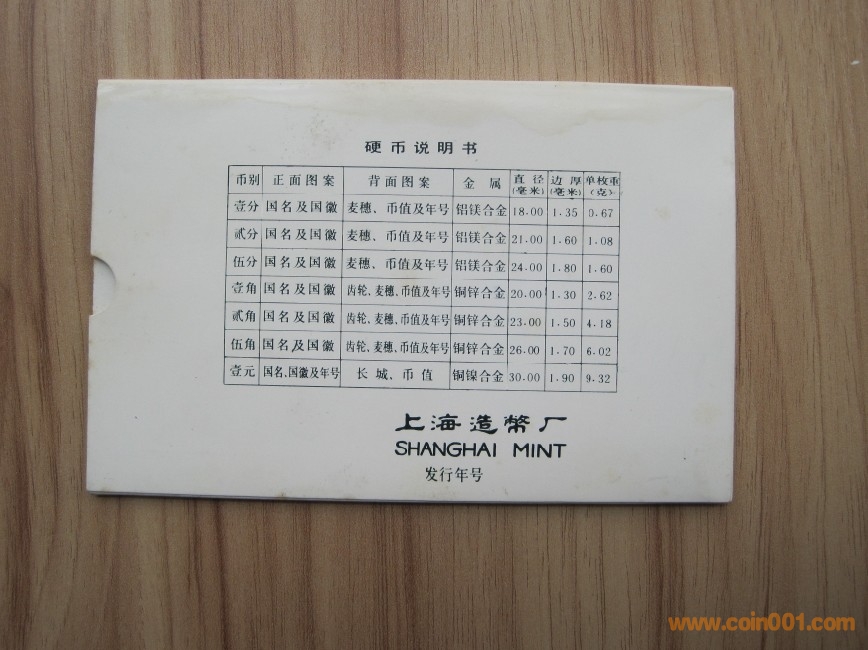 硬币说明书
币别 正面图案 背面图案 金属 直径(毫米) 边厚(毫米) 单枚重(克)
壹分 国名及国徽 麦穗、币值及年号 铝镁合金 18.00 1.35 0.67
贰分 国名及国徽 麦穗、币值及年号 铝镁合金 21.00 1.60 1.08
伍分 国名及国徽 麦穗、币值及年号 铝镁合金 24.00 1.80 1.60
壹角 国名及国徽 齿轮、麦穗、币值及年号 铜锌合金 20.00 1.30 2.62
贰角 国名及国徽 齿轮、麦穗、币值及年号 铜锌合金 23.00 1.50 4.18
伍角 国名及国徽 齿轮、麦穗、币值及年号 铜锌合金 26.00 1.70 6.02
壹元 国名、国徽及年号 长城、币值 铜镍合金 30.00 1.90 9.32
上海造幣厂
SHANGHAI MINT
发行年号
www.coin001.com